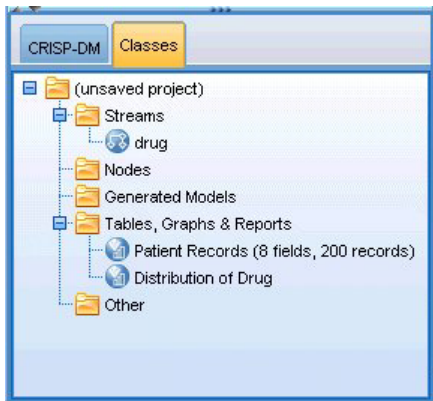 CRISP-DM Classes
(unsaved project)
Streams
drug
Nodes
Generated Models
Tables, Graphs & Reports
Patient Records (8 fields, 200 records)
Distribution of Drug
Other